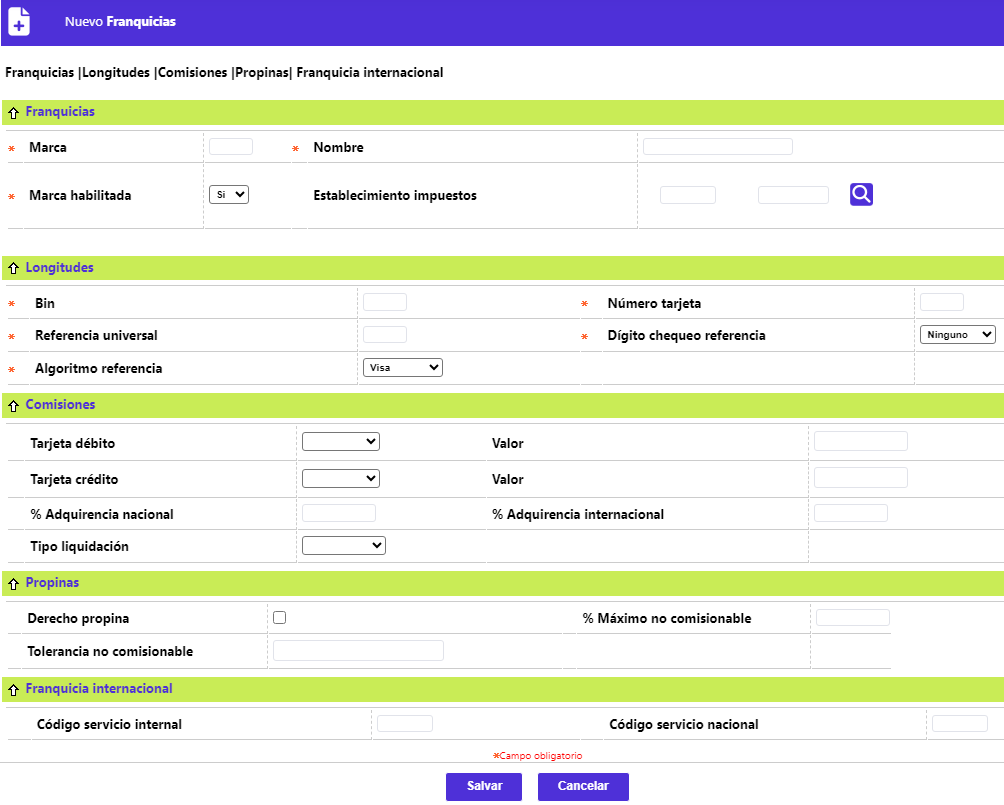 Nuevo Franquicias
Franquicias |Longitudes |Comisiones |Propinas| Franquicia internacional
Franquicias
* Marca * Nombre
* Marca habilitada Si Establecimiento impuestos
Longitudes
* Bin * Número tarjeta
* Referencia universal * Dígito chequeo referencia Ninguno
* Algoritmo referencia Visa
Comisiones
Tarjeta débito Valor
Tarjeta crédito Valor
% Adquirencia nacional % Adquirencia internacional
Tipo liquidación
Propinas
Derecho propina % Máximo no comisionable
Tolerancia no comisionable
Franquicia internacional
Código servicio internal Código servicio nacional
*Campo obligatorio
Salvar Cancelar